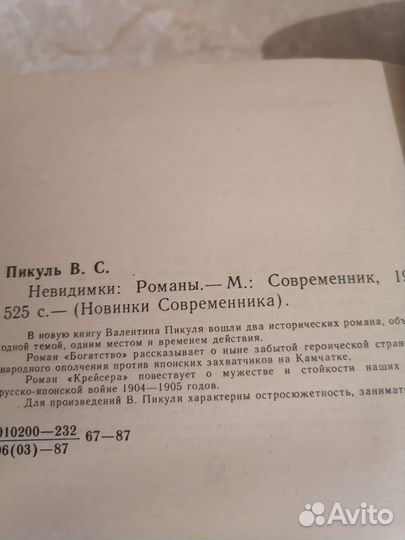 Пикуль В. С.
Невидимки: Романы.— М.: Современник, 19
525 с.— (Новинки Современника).
В новую книгу Валентина Пикуля вошли два исторических романа, объ
одной темой, одним местом и временем действия.
Роман «Богатство» рассказывает о ныне забытой героической стран
народного ополчения против японских захватчиков на Камчатке.
Роман «Крейсера» повествует о мужестве и стойкости наших
русско-японской войне 1904—1905 годов.
Для произведений В. Пикуля характерны остросюжетность, занимат
010200—232
06(03)—87
67—87
Avito